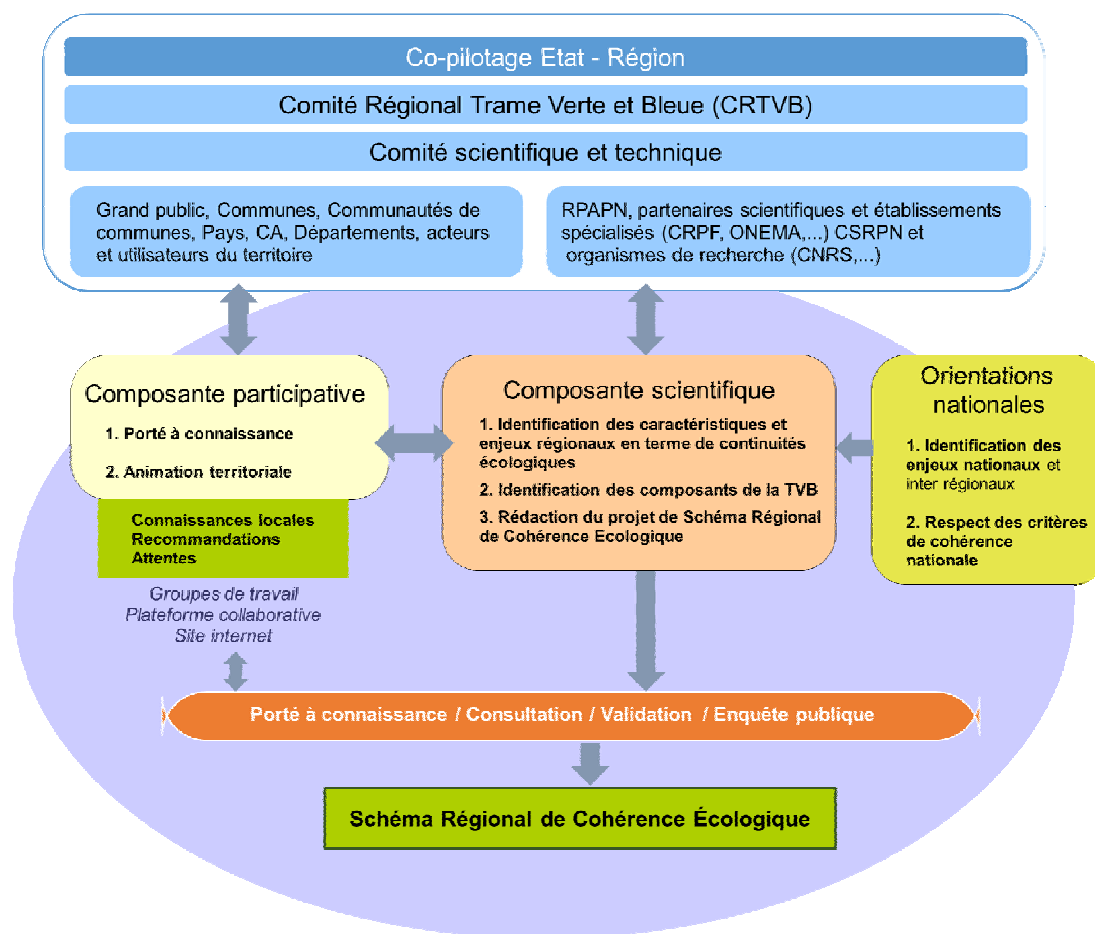 Co-pilotage Etat - Région
Comité Régional Trame Verte et Bleue (CRTVB)
Comité scientifique et technique
Grand public, Communes, Communautés de
communes, Pays, CA, Départements, acteurs
et utilisateurs du territoire
RPAPN, partenaires scientifiques et établissements
spécialisés (CRPF, ONEMA,...) CSRPN et
organismes de recherche (CNRS,...)
Composante participative
1. Porté à connaissance
2. Animation territoriale
Connaissances locales
Recommandations
Attentes
Groupes de travail
Plateforme collaborative
Site internet
Composante scientifique
1. Identification des caractéristiques et
enjeux régionaux en terme de continuités
écologiques
2. Identification des composants de la TVB
3. Rédaction du projet de Schéma Régional
de Cohérence Ecologique
Orientations
nationales
1. Identification des
enjeux nationaux et
inter régionaux
2. Respect des critères
de cohérence
nationale
Porté à connaissance / Consultation / Validation / Enquête publique
Schéma Régional de Cohérence Écologique